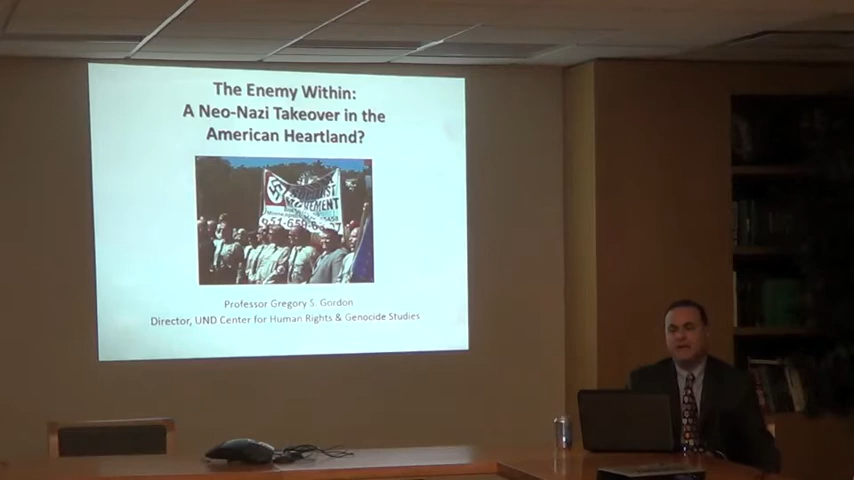 The Enemy Within:
A Neo-Nazi Takeover in the
American Heartland?
MOVEMENT
Professor Gregory S. Gordon
Director, UND Center for Human Rights & Genocide Studies